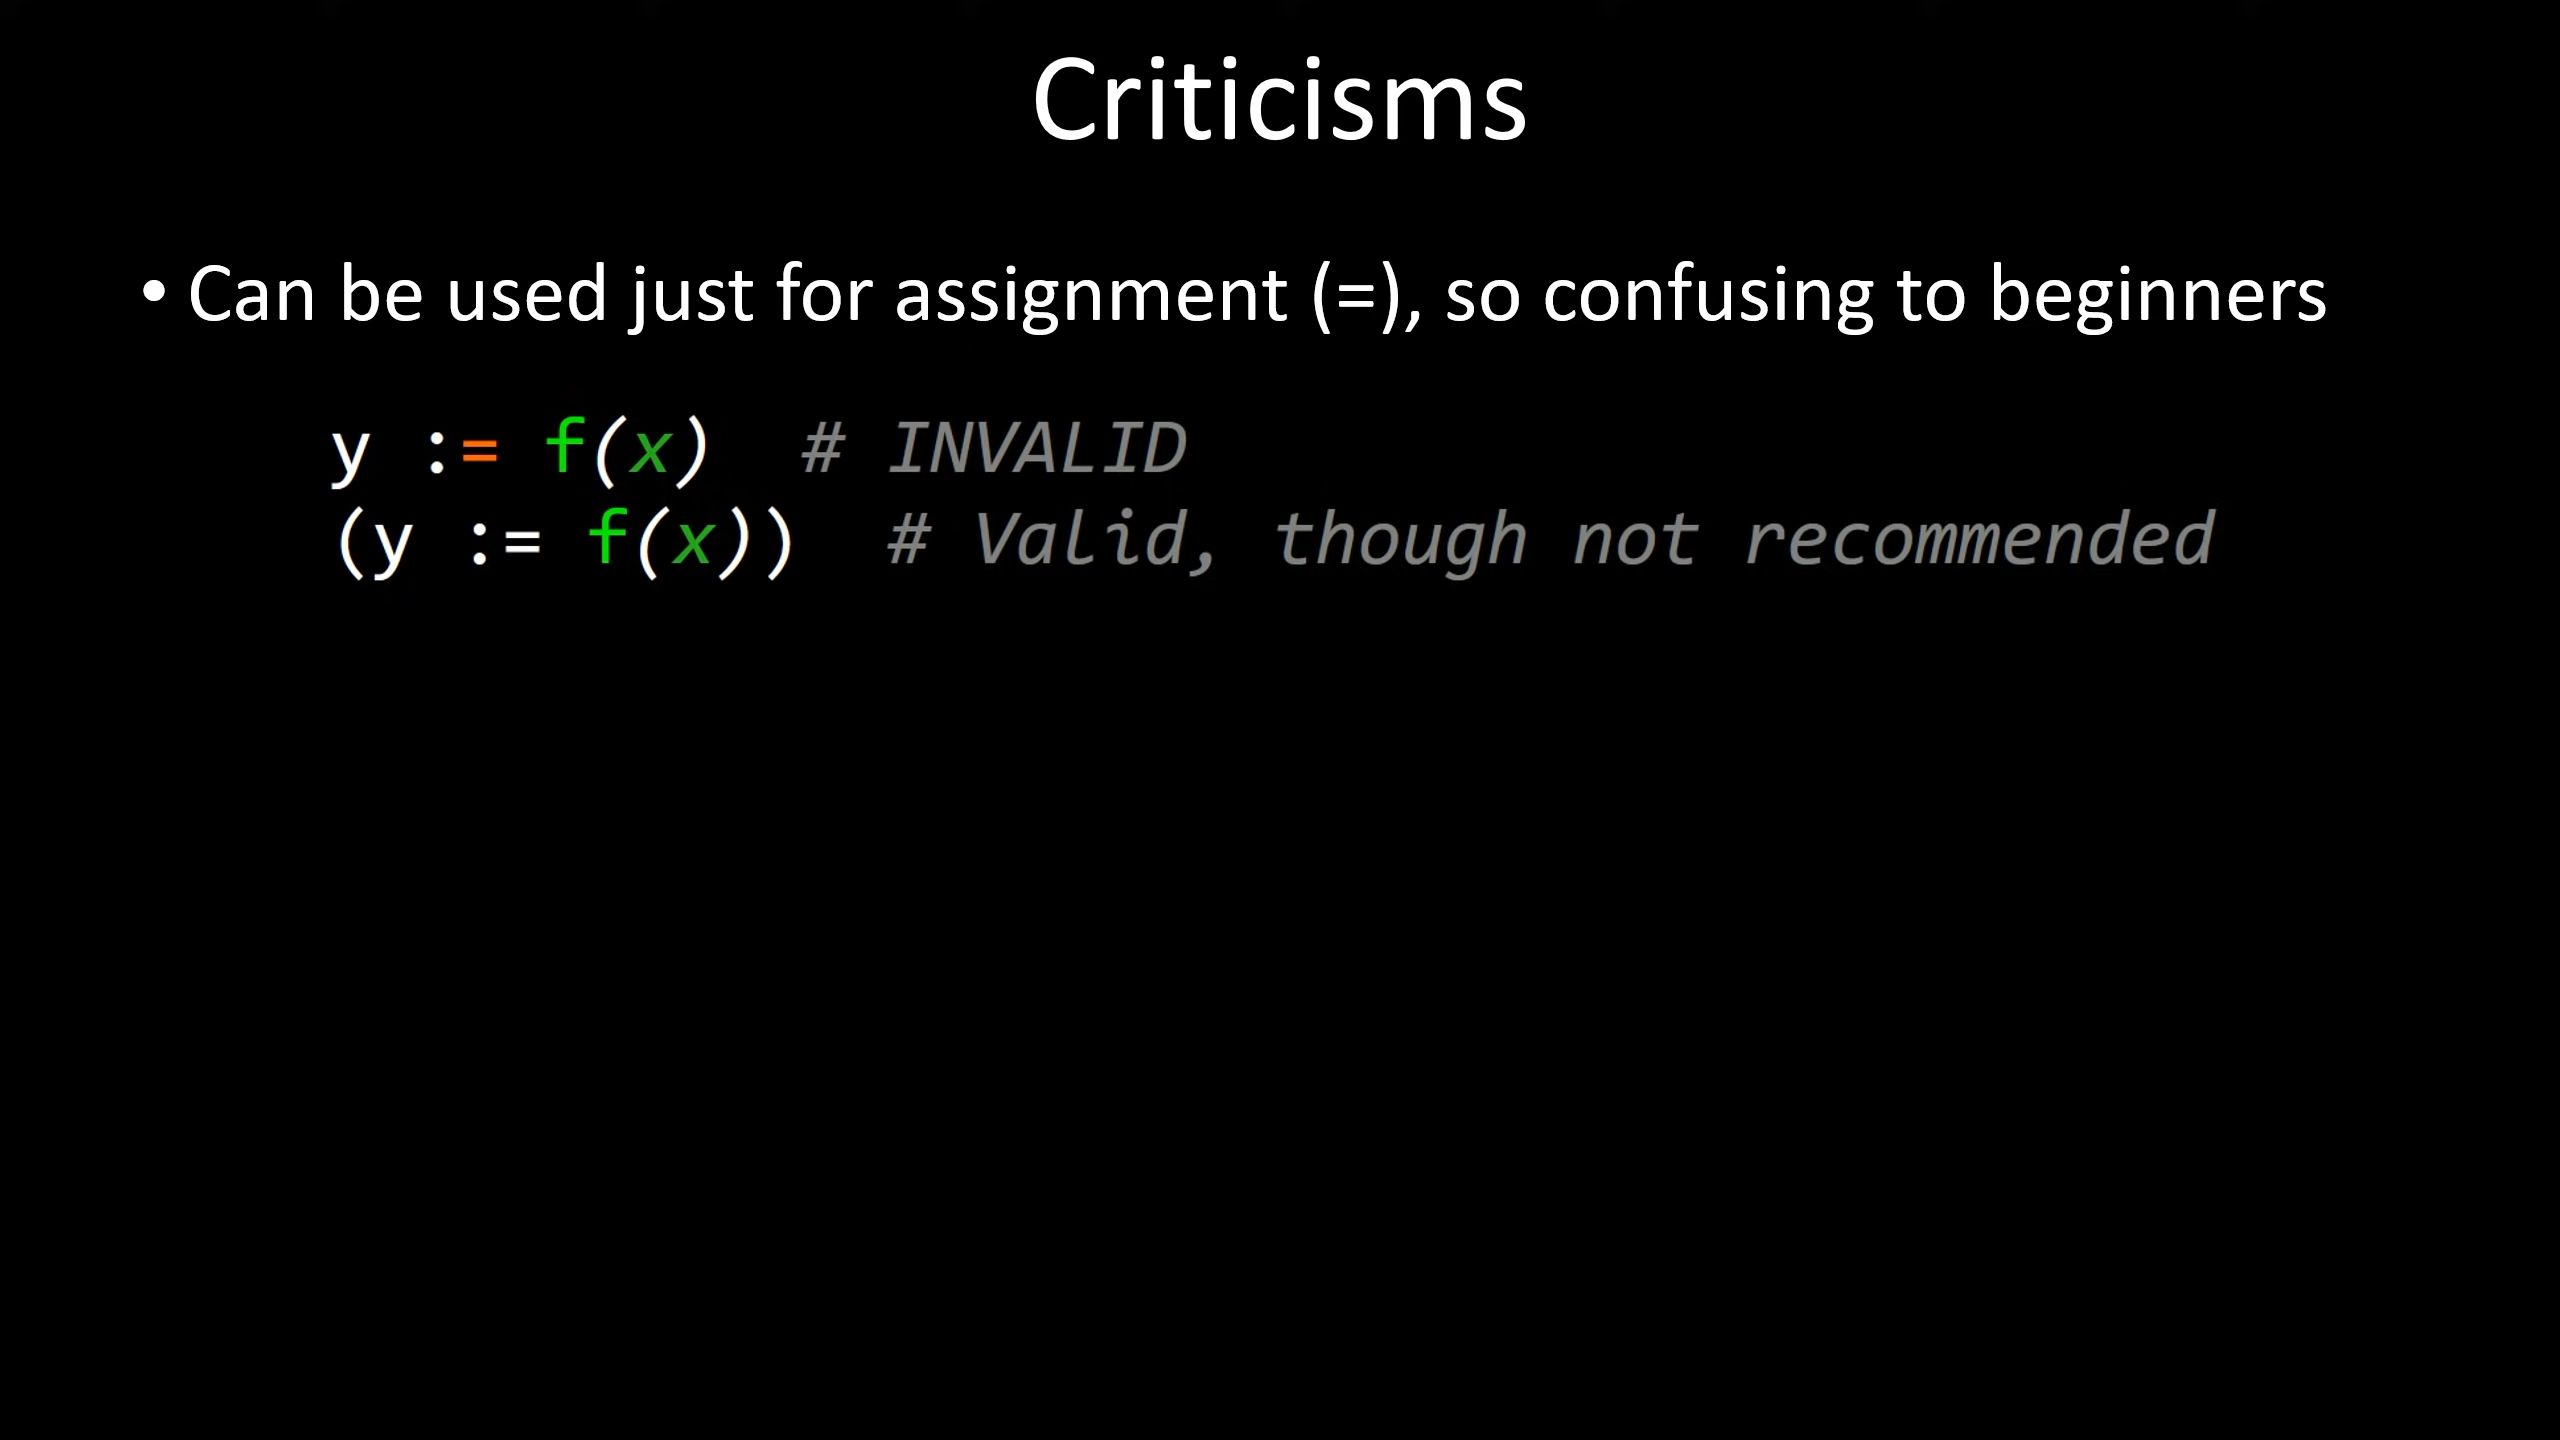 Criticisms
• Can be used just for assignment (=), so confusing to beginners
y := f(x)  # INVALID
(y := f(x))  # Valid, though not recommended